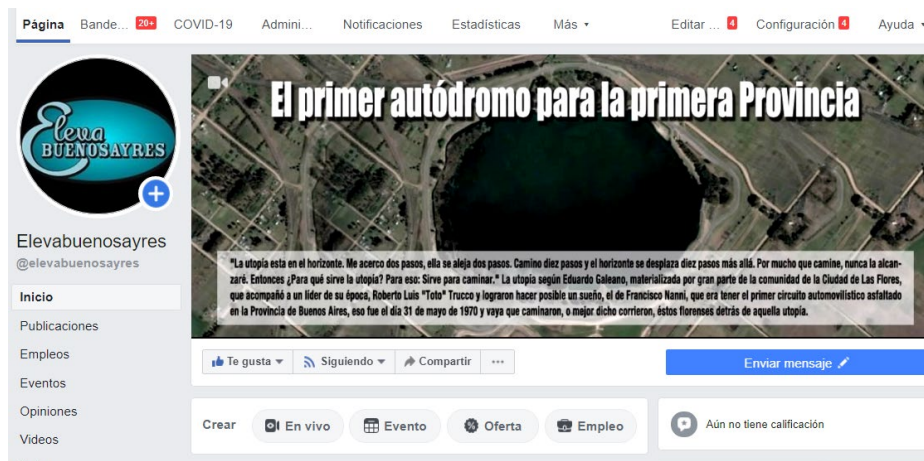 Página Bande... 20+ COVID-19 Admini... Notificaciones Estadísticas Más Editar ... 4 Configuración 4 Ayuda
El primer autódromo para la primera Provincia
Eleva
BUENOSAYRES
"La utopía esta en el horizonte. Me acerco dos pasos, ella se aleja dos pasos. Camino diez pasos y el horizonte se desplaza diez pasos más allá. Por mucho que camine, nunca la alcan-
zaré. Entonces ¿Para qué sirve la utopía? Para eso: Sirve para caminar." La utopía según Eduardo Galeano, materializada por gran parte de la comunidad de la Ciudad de Las Flores,
que acompañó a un líder de su época, Roberto Luis "Toto" Trucco y lograron hacer posible un sueño, el de Francisco Nanni, que era tener el primer circuito automovilístico asfaltado
en la Provincia de Buenos Aires, eso fue el día 31 de mayo de 1970 y vaya que caminaron, o mejor dicho corrieron, éstos florenses detrás de aquella utopía.
Elevabuenosayres
@elevabuenosayres
Inicio
Publicaciones
Empleos
Eventos
Opiniones
Videos
Te gusta Siguiendo Compartir ... Enviar mensaje
Crear En vivo Evento Oferta Empleo Aún no tiene calificación